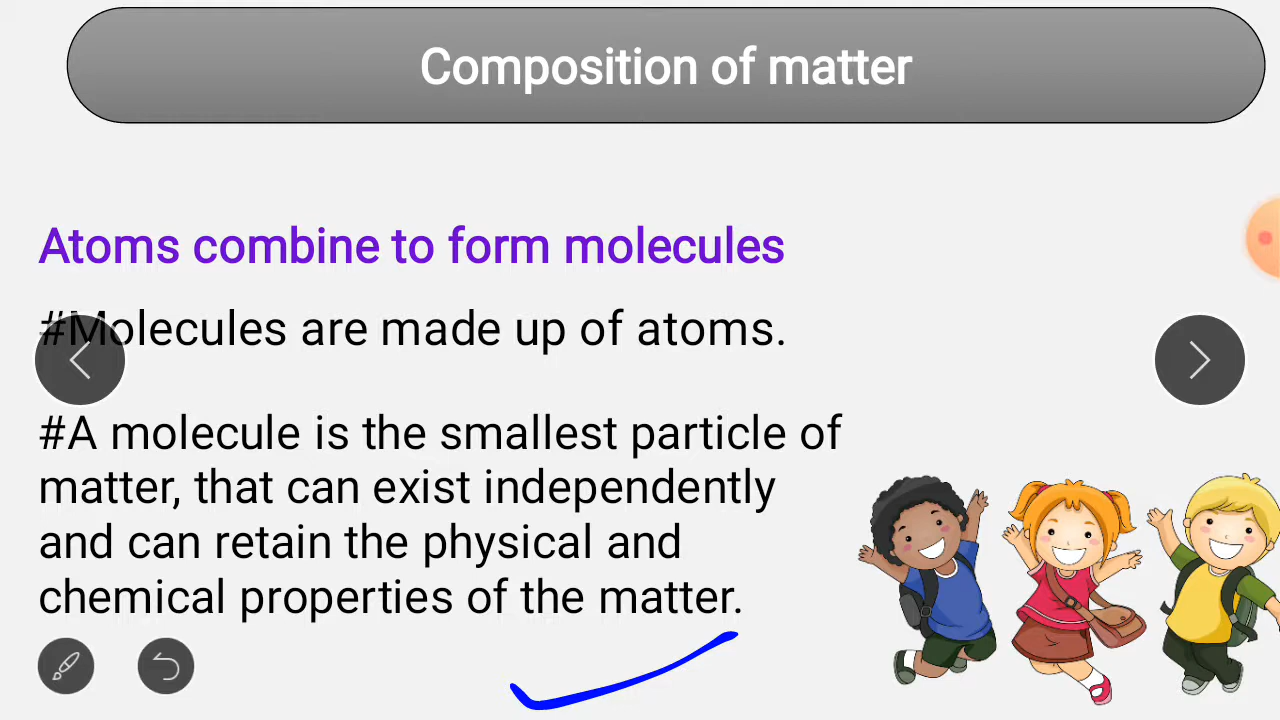 Composition of matter
Atoms combine to form molecules
#Molecules are made up of atoms.
#A molecule is the smallest particle of
matter, that can exist independently
and can retain the physical and
chemical properties of the matter.